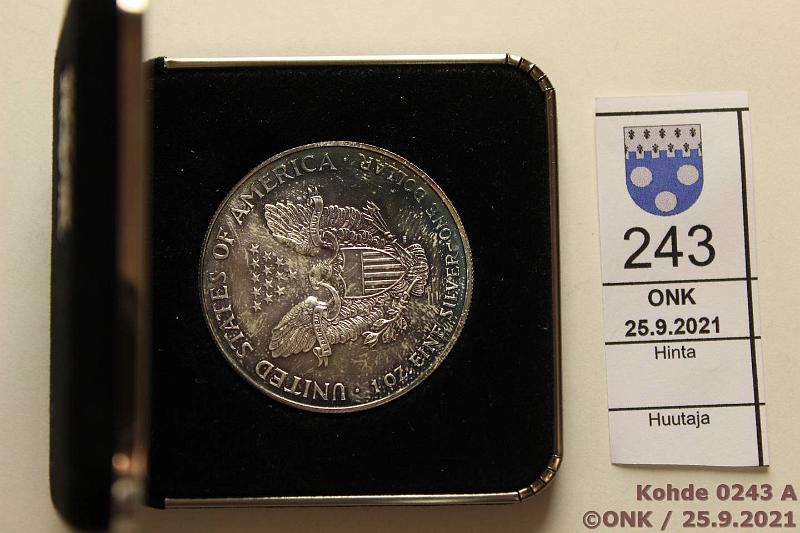 UNITED STATES OF AMERICA
· 1 OZ. FINE SILVER~ONE DOLLAR ·
243
ONK
25.9.2021
Hinta
Huutaja
Kohde 0243 A
©ONK / 25.9.2021